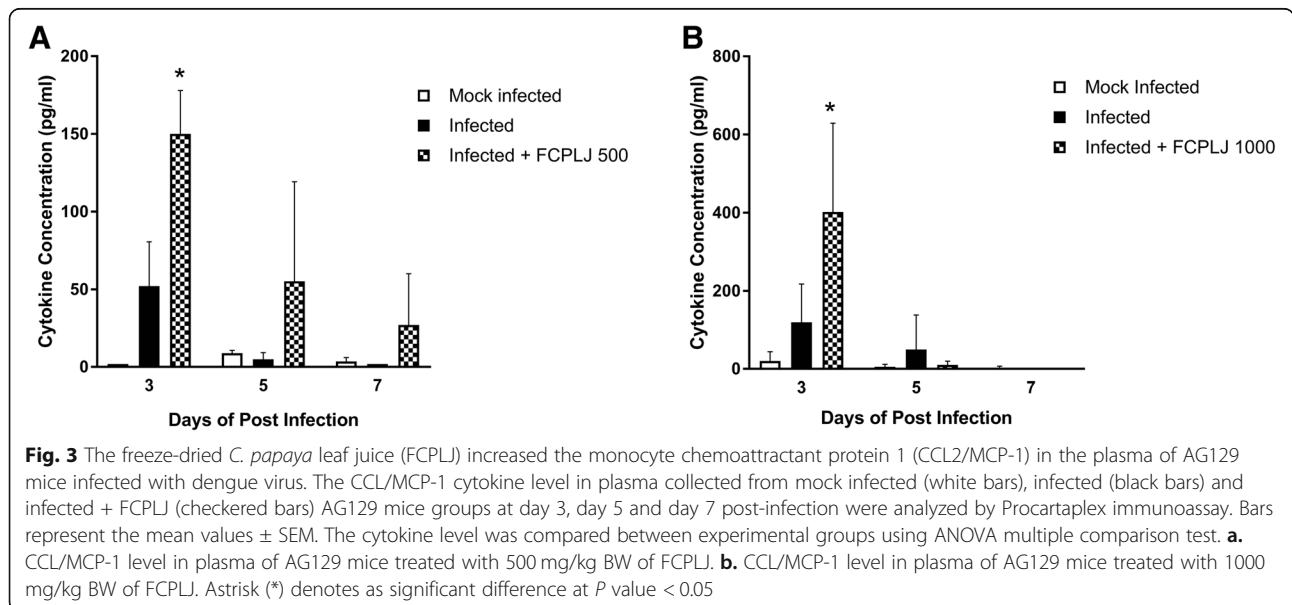 A
B
200
150
100
50
0
Cytokine Concentration (pg/ml)
*
Mock infected
Infected
Infected + FCPLJ 500
3 5 7
Days of Post Infection
800
600
400
200
0
Cytokine Concentration (pg/ml)
*
Mock Infected
Infected
Infected + FCPLJ 1000
3 5 7
Days of Post Infection
Fig. 3 The freeze-dried C. papaya leaf juice (FCPLJ) increased the monocyte chemoattractant protein 1 (CCL2/MCP-1) in the plasma of AG129
mice infected with dengue virus. The CCL/MCP-1 cytokine level in plasma collected from mock infected (white bars), infected (black bars) and
infected + FCPLJ (checkered bars) AG129 mice groups at day 3, day 5 and day 7 post-infection were analyzed by Procartaplex immunoassay. Bars
represent the mean values ± SEM. The cytokine level was compared between experimental groups using ANOVA multiple comparison test. a.
CCL/MCP-1 level in plasma of AG129 mice treated with 500 mg/kg BW of FCPLJ. b. CCL/MCP-1 level in plasma of AG129 mice treated with 1000
mg/kg BW of FCPLJ. Astrisk (*) denotes as significant difference at P value < 0.05